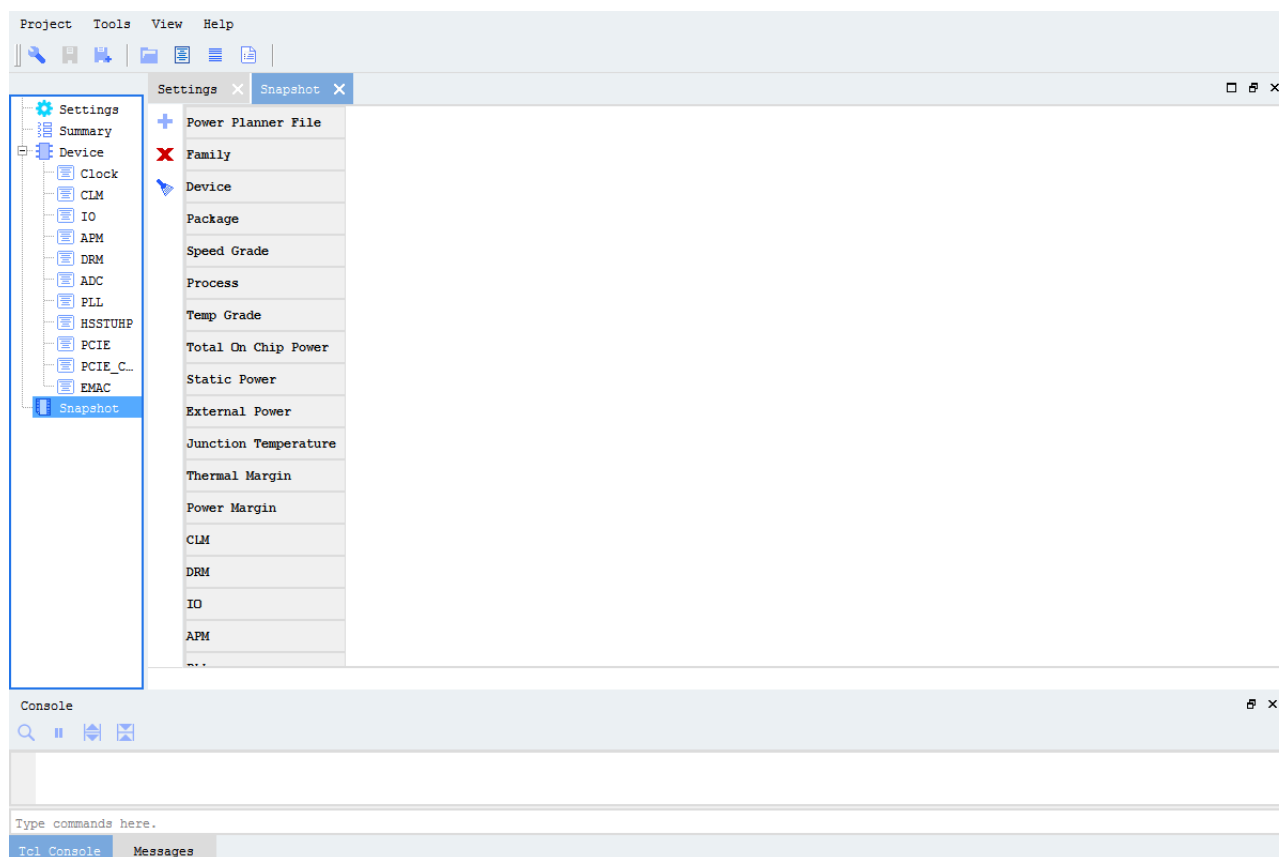 Project Tools View Help
Settings
Summary
Device
Clock
CLM
IO
APM
DRM
ADC
PLL
HSSTUHP
PCIE
PCIE_C…
EMAC
Snapshot
Settings Snapshot
Power Planner File
Family
Device
Package
Speed Grade
Process
Temp Grade
Total On Chip Power
Static Power
External Power
Junction Temperature
Thermal Margin
Power Margin
CLM
DRM
IO
APM
Console
Type commands here.
Tcl Console Messages